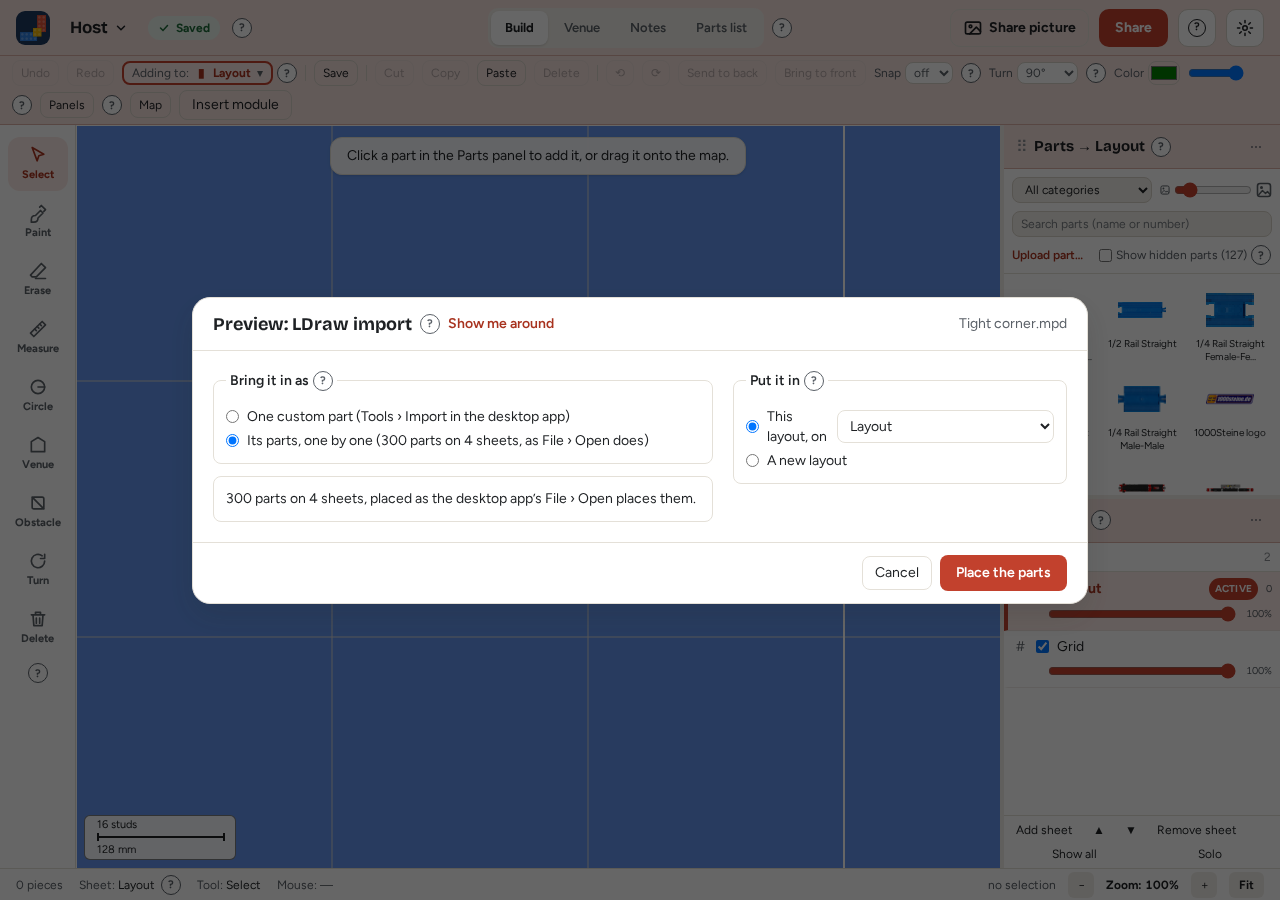 Host
Saved
?
Build
Venue
Notes
Parts list
?
Share picture
Share
?
Undo
Redo
Adding to: Layout ▾
?
Save
Cut
Copy
Paste
Delete
⟲
⟳
Send to back
Bring to front
Snap off
?
Turn 90°
?
Color
?
Panels
?
Map
Insert module
Select
Paint
Erase
Measure
Circle
Venue
Obstacle
Turn
Delete
?
Click a part in the Parts panel to add it, or drag it onto the map.
Parts → Layout ?
...
All categories
Search parts (name or number)
Upload part...
Show hidden parts (127) ?
1/2 Rail Straight
1/4 Rail Straight
Female-Fe...
1/4 Rail Straight
Male-Male
1000Steine logo
Preview: LDraw import ? Show me around
Tight corner.mpd
Bring it in as ?
One custom part (Tools › Import in the desktop app)
Its parts, one by one (300 parts on 4 sheets, as File › Open does)
300 parts on 4 sheets, placed as the desktop app's File › Open places them.
Put it in ?
This
layout, on
Layout
A new layout
Cancel
Place the parts
?
...
2
ut
ACTIVE
0
100%
# Grid
100%
Add sheet
▲
▼
Remove sheet
Show all
Solo
16 studs
128 mm
0 pieces
Sheet: Layout ?
Tool: Select
Mouse: —
no selection
−
Zoom: 100%
+
Fit